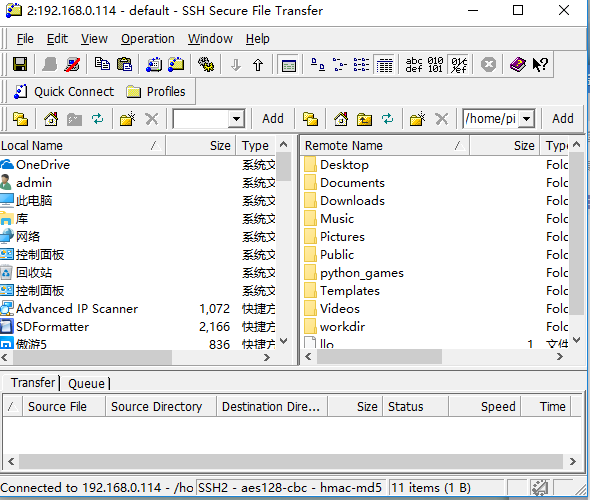 2:192.168.0.114 - default - SSH Secure File Transfer
File Edit View Operation Window Help
abc def 010 101 01c ⁄ef
Quick Connect Profiles
Add /home/pi Add
Local Name / Size Type
OneDrive 系统文
admin 系统文
此电脑 系统文
库 系统文
网络 系统文
控制面板 系统文
回收站 系统文
控制面板 系统文
Advanced IP Scanner 1,072 快捷方
SDFormatter 2,166 快捷方
傲游5 836 快捷方
Remote Name / Size Typ
Desktop Fold
Documents Fold
Downloads Fold
Music Fold
Pictures Fold
Public Fold
python_games Fold
Templates Fold
Videos Fold
workdir Fold
llo 1 文件
Transfer Queue
/ Source File Source Directory Destination Dire... Size Status Speed Time
Connected to 192.168.0.114 - /ho SSH2 - aes128-cbc - hmac-md5 11 items (1 B)